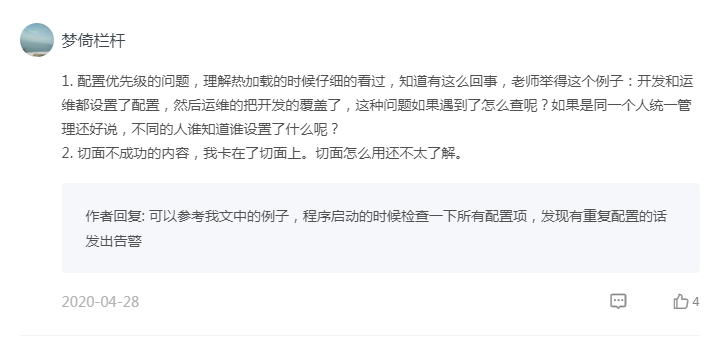 梦倚栏杆
1. 配置优先级的问题，理解热加载的时候仔细的看过，知道有这么回事，老师举得这个例子：开发和运
维都设置了配置，然后运维的把开发的覆盖了，这种问题如果遇到了怎么查呢？如果是同一个人统一管
理还好说，不同的人谁知道谁设置了什么呢？
2. 切面不成功的内容，我卡在了切面上。切面怎么用还不太了解。
作者回复: 可以参考我文中的例子，程序启动的时候检查一下所有配置项，发现有重复配置的话
发出告警
2020-04-28
4